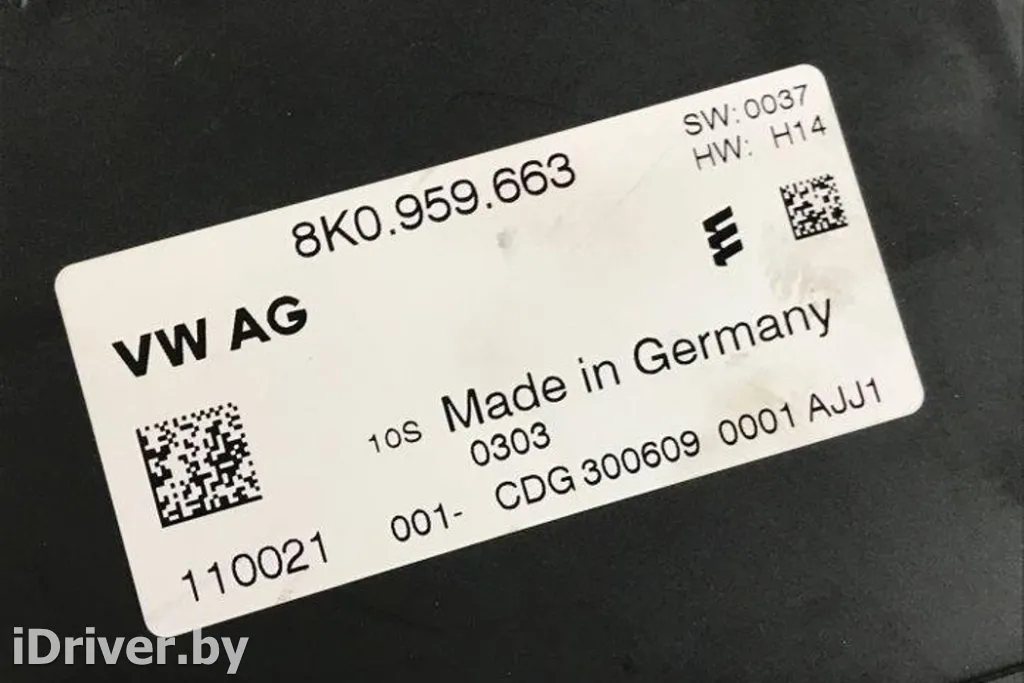 SW:0037
HW: H14
8K0.959.663
VW AG
10S Made in Germany
0303
110021 001- CDG 300609 0001 AJJ1
iDriver.by